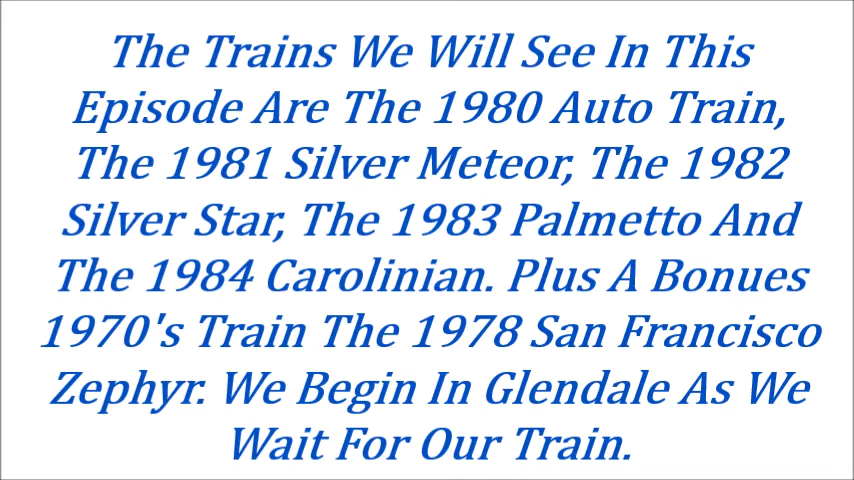 The Trains We Will See In This
Episode Are The 1980 Auto Train,
The 1981 Silver Meteor, The 1982
Silver Star, The 1983 Palmetto And
The 1984 Carolinian. Plus A Bonues
1970's Train The 1978 San Francisco
Zephyr. We Begin In Glendale As We
Wait For Our Train.